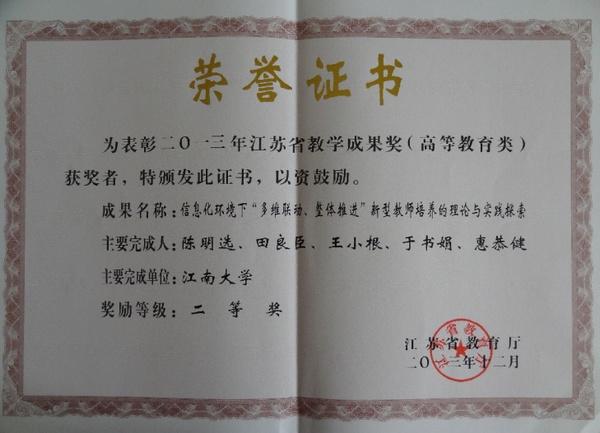 荣誉证书
为表彰二〇一三年江苏省教学成果奖（高等教育类）
获奖者，特颁发此证书，以资鼓励。
成果名称：信息化环境下“多维联动、整体推进”新型教师培养的理论与实践探索
主要完成人：陈明选、田良臣、王小根、于书娟、惠恭健
主要完成单位：江南大学
奖励等级：二 等 奖
江苏省教育厅
二〇一三年十二月
江苏省教育厅